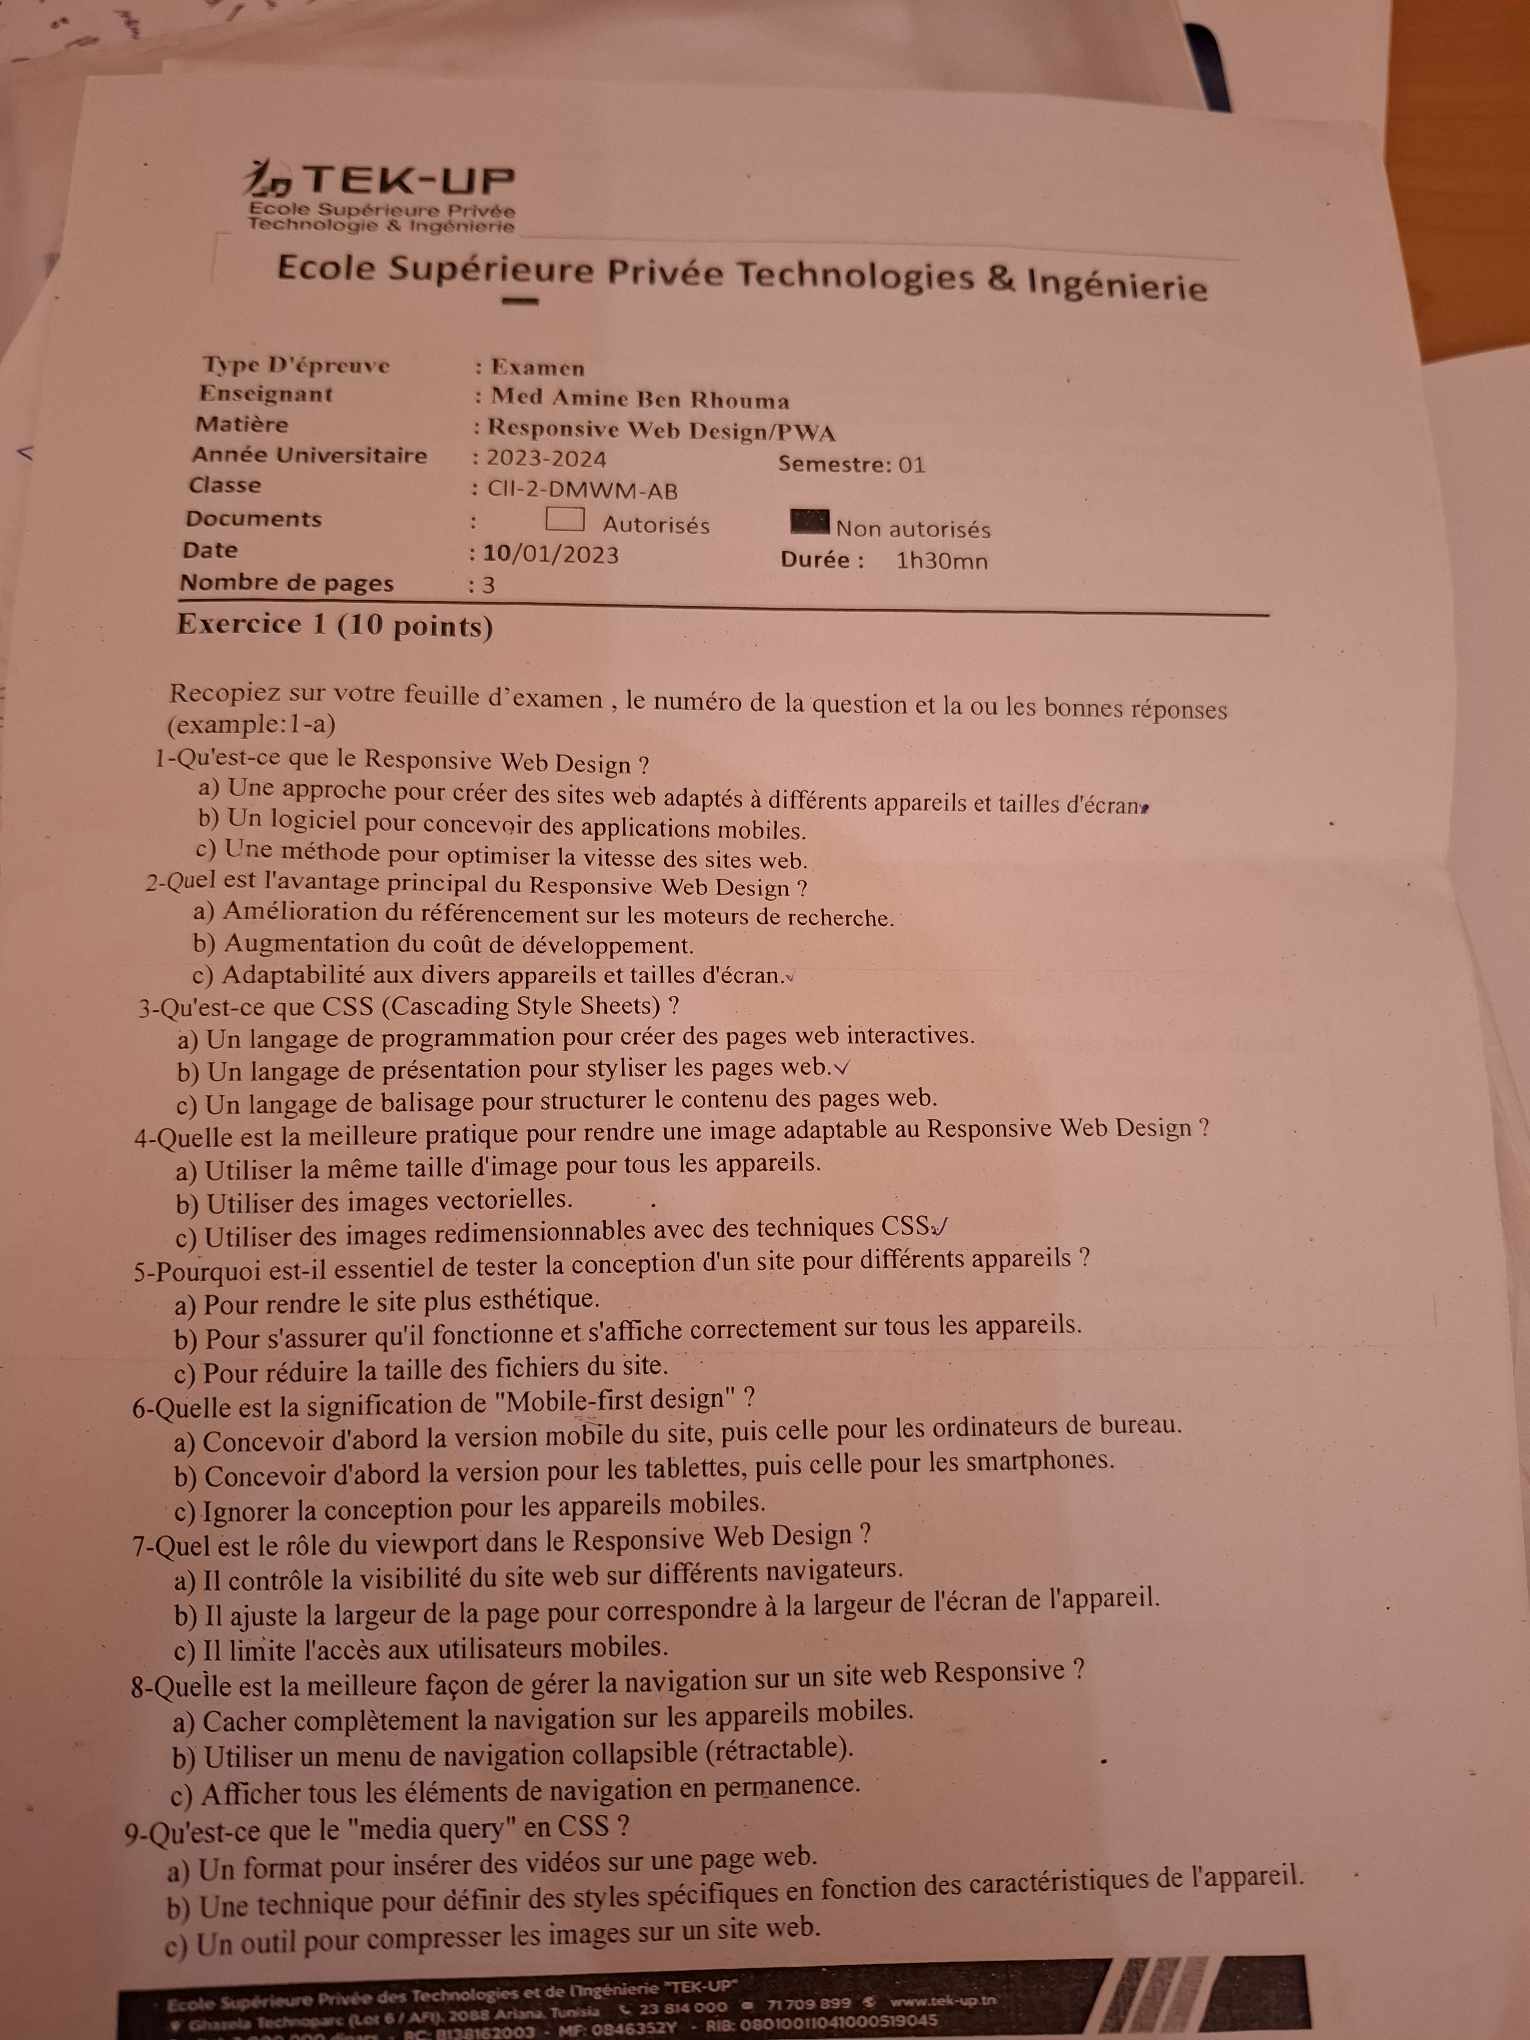 TEK-UP
Ecole Supérieure Privée
Technologie & Ingénierie
Ecole Supérieure Privée Technologies & Ingénierie
Type D'épreuve : Examen
Enseignant : Med Amine Ben Rhouma
Matière : Responsive Web Design/PWA
Année Universitaire : 2023-2024 Semestre: 01
Classe : CII-2-DMWM-AB
Documents : Autorisés Non autorisés
Date : 10/01/2023 Durée : 1h30mn
Nombre de pages : 3
Exercice 1 (10 points)
Recopiez sur votre feuille d'examen , le numéro de la question et la ou les bonnes réponses
(example:1-a)
1-Qu'est-ce que le Responsive Web Design ?
a) Une approche pour créer des sites web adaptés à différents appareils et tailles d'écran.
b) Un logiciel pour concevoir des applications mobiles.
c) Une méthode pour optimiser la vitesse des sites web.
2-Quel est l'avantage principal du Responsive Web Design ?
a) Amélioration du référencement sur les moteurs de recherche.
b) Augmentation du coût de développement.
c) Adaptabilité aux divers appareils et tailles d'écran.
3-Qu'est-ce que CSS (Cascading Style Sheets) ?
a) Un langage de programmation pour créer des pages web interactives.
b) Un langage de présentation pour styliser les pages web.
c) Un langage de balisage pour structurer le contenu des pages web.
4-Quelle est la meilleure pratique pour rendre une image adaptable au Responsive Web Design ?
a) Utiliser la même taille d'image pour tous les appareils.
b) Utiliser des images vectorielles.
c) Utiliser des images redimensionnables avec des techniques CSS.
5-Pourquoi est-il essentiel de tester la conception d'un site pour différents appareils ?
a) Pour rendre le site plus esthétique.
b) Pour s'assurer qu'il fonctionne et s'affiche correctement sur tous les appareils.
c) Pour réduire la taille des fichiers du site.
6-Quelle est la signification de "Mobile-first design" ?
a) Concevoir d'abord la version mobile du site, puis celle pour les ordinateurs de bureau.
b) Concevoir d'abord la version pour les tablettes, puis celle pour les smartphones.
c) Ignorer la conception pour les appareils mobiles.
7-Quel est le rôle du viewport dans le Responsive Web Design ?
a) Il contrôle la visibilité du site web sur différents navigateurs.
b) Il ajuste la largeur de la page pour correspondre à la largeur de l'écran de l'appareil.
c) Il limite l'accès aux utilisateurs mobiles.
8-Quelle est la meilleure façon de gérer la navigation sur un site web Responsive ?
a) Cacher complètement la navigation sur les appareils mobiles.
b) Utiliser un menu de navigation collapsible (rétractable).
c) Afficher tous les éléments de navigation en permanence.
9-Qu'est-ce que le "media query" en CSS ?
a) Un format pour insérer des vidéos sur une page web.
b) Une technique pour définir des styles spécifiques en fonction des caractéristiques de l'appareil.
c) Un outil pour compresser les images sur un site web.
Ecole Supérieure Privée des Technologies et de l'Ingénierie "TEK-UP"
Ghazela Technoparc (Lot 6 / AFI), 2088 Ariana, Tunisia 23 814 000 71 709 899 www.tek-up.tn
RC: B138162003 - MF: 0846352Y - RIB: 08010011041000519045